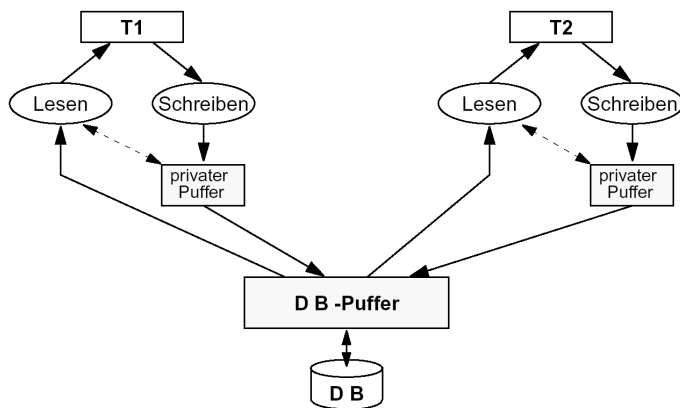 T1
T2
Lesen
Schreiben
Lesen
Schreiben
privater
Puffer
privater
Puffer
D B -Puffer
D B